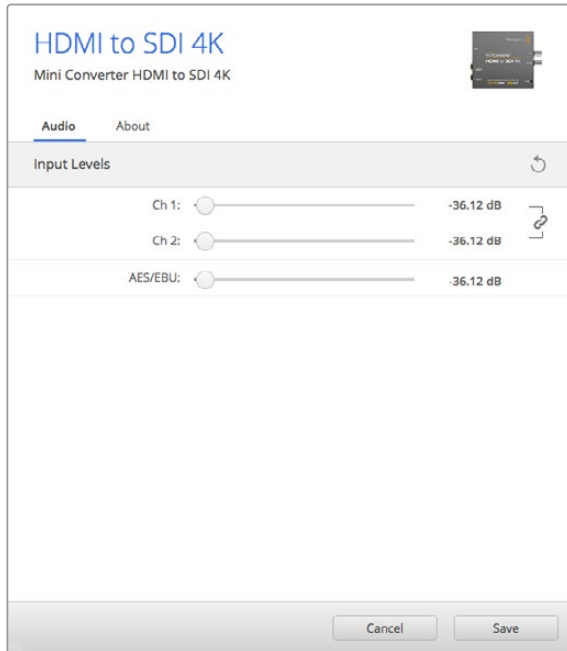 HDMI to SDI 4K
Mini Converter HDMI to SDI 4K
Audio About
Input Levels
Ch 1: -36.12 dB
Ch 2: -36.12 dB
AES/EBU: -36.12 dB
Cancel Save